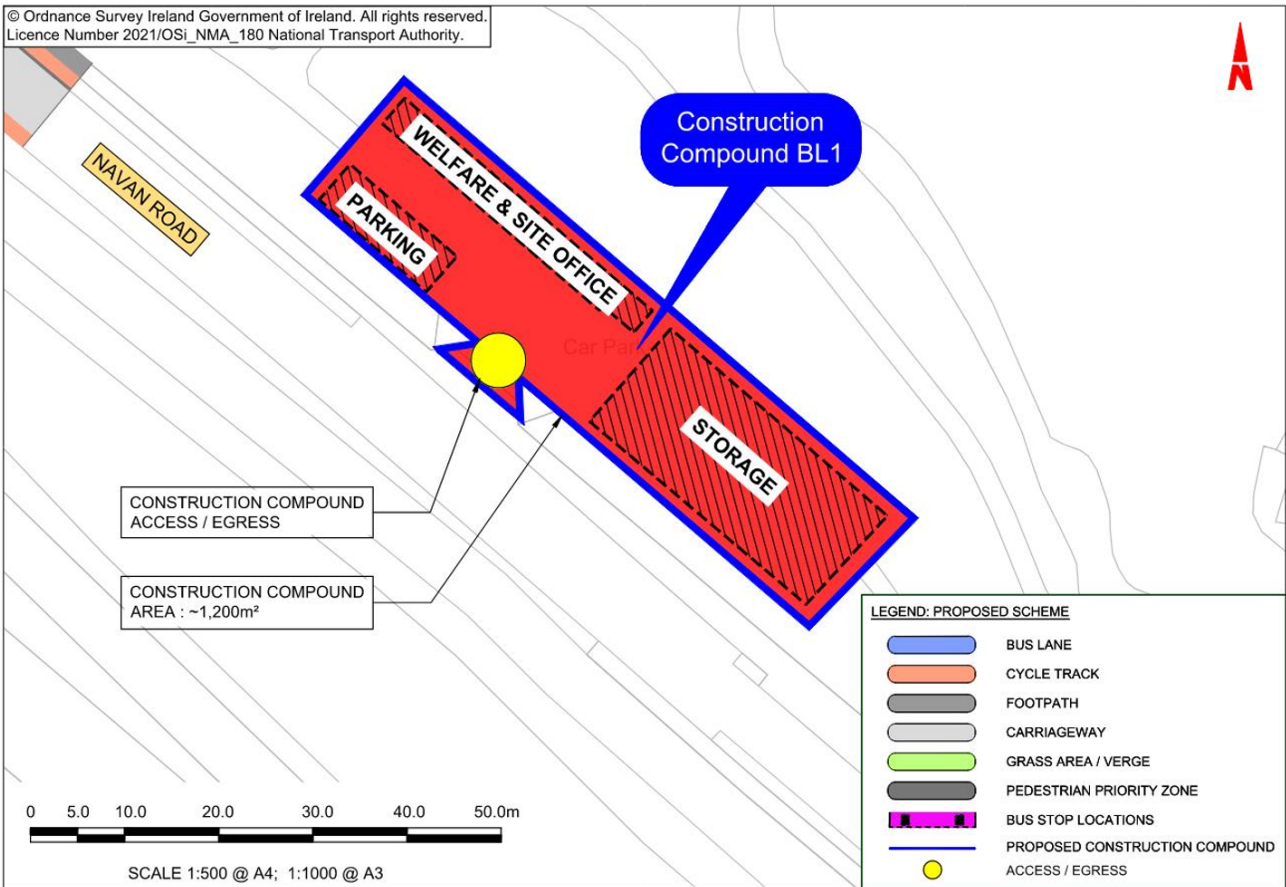 © Ordnance Survey Ireland Government of Ireland. All rights reserved.
Licence Number 2021/OSi_NMA_180 National Transport Authority.
N
Construction
Compound BL1
NAVAN ROAD
WELFARE & SITE OFFICE
PARKING
Car Par
STORAGE
CONSTRUCTION COMPOUND
ACCESS / EGRESS
CONSTRUCTION COMPOUND
AREA : ~1,200m²
LEGEND: PROPOSED SCHEME
BUS LANE
CYCLE TRACK
FOOTPATH
CARRIAGEWAY
GRASS AREA / VERGE
PEDESTRIAN PRIORITY ZONE
BUS STOP LOCATIONS
PROPOSED CONSTRUCTION COMPOUND
ACCESS / EGRESS
0 5.0 10.0 20.0 30.0 40.0 50.0m
SCALE 1:500 @ A4; 1:1000 @ A3